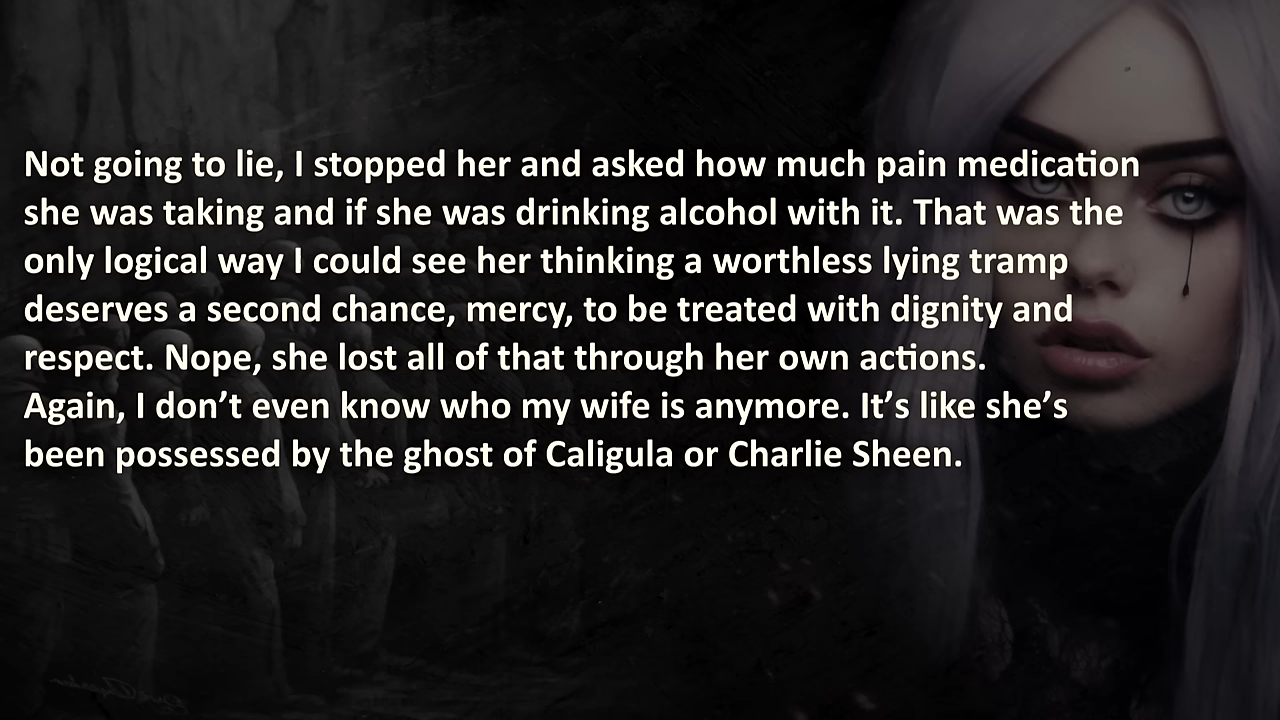 Not going to lie, I stopped her and asked how much pain medication
she was taking and if she was drinking alcohol with it. That was the
only logical way I could see her thinking a worthless lying tramp
deserves a second chance, mercy, to be treated with dignity and
respect. Nope, she lost all of that through her own actions.
Again, I don’t even know who my wife is anymore. It’s like she’s
been possessed by the ghost of Caligula or Charlie Sheen.